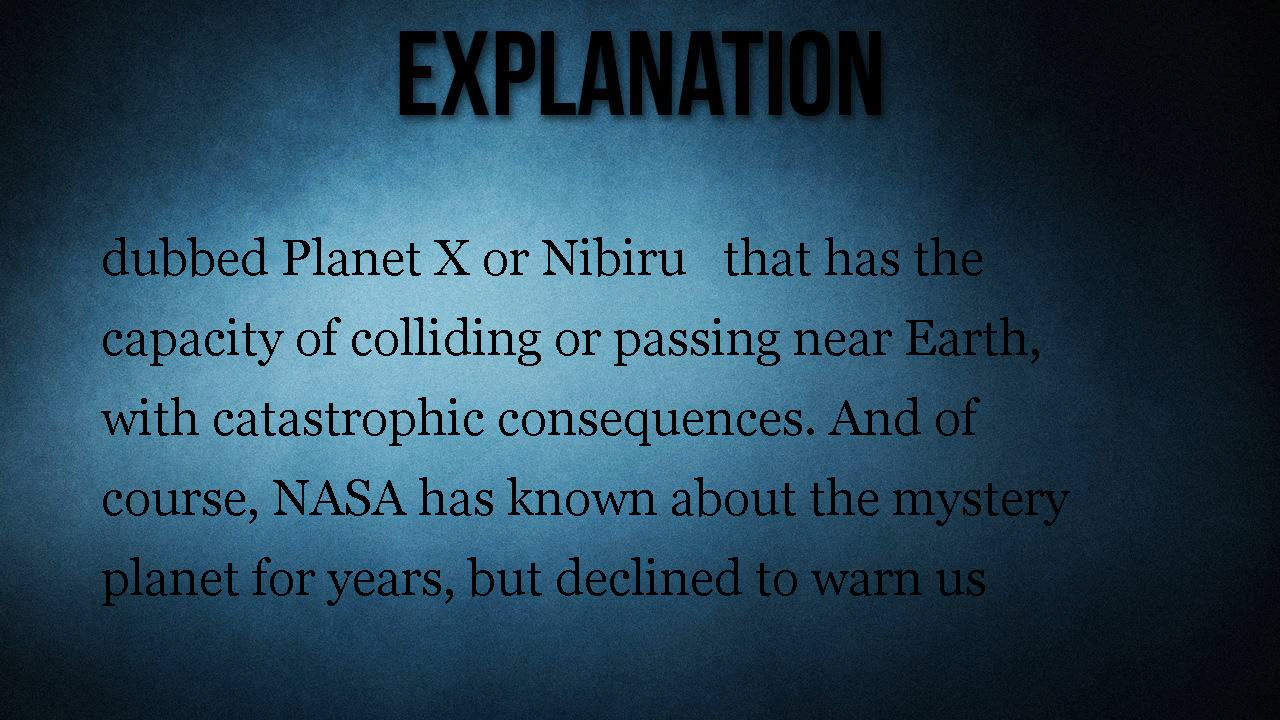 EXPLANATION
dubbed Planet X or Nibiru   that has the
capacity of colliding or passing near Earth,
with catastrophic consequences. And of
course, NASA has known about the mystery
planet for years, but declined to warn us